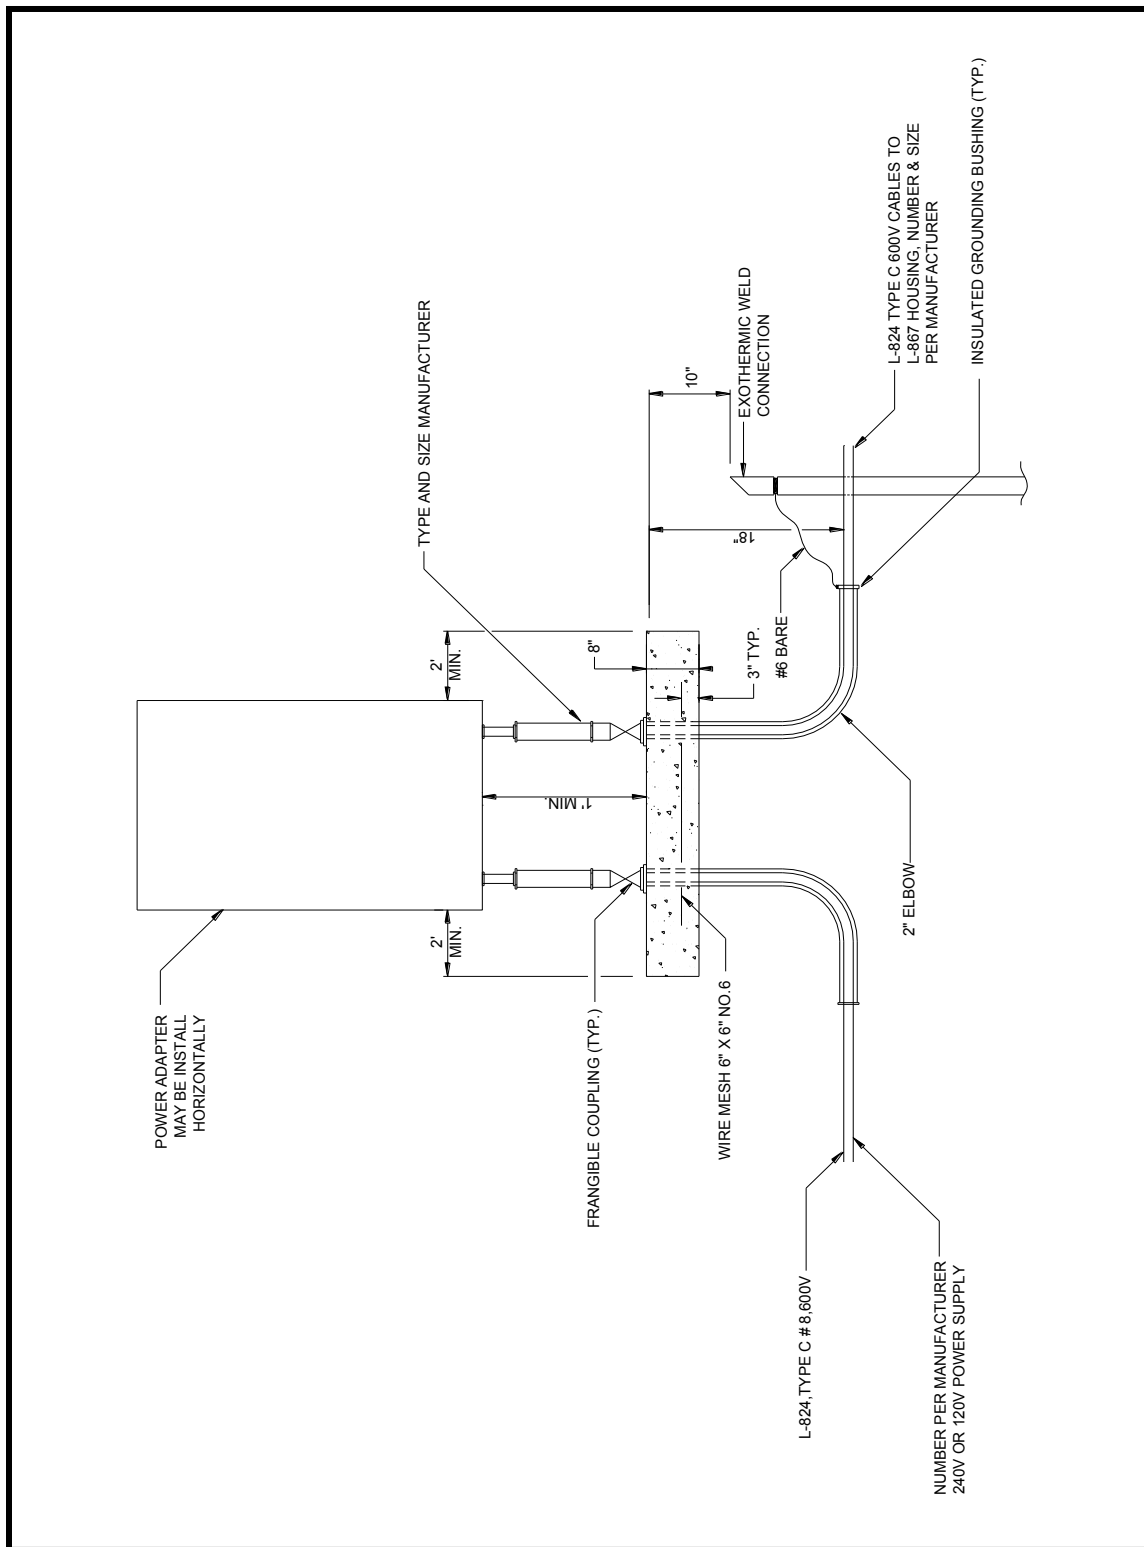 POWER ADAPTER
MAY BE INSTALL
HORIZONTALLY
TYPE AND SIZE MANUFACTURER
2'
MIN.
2'
MIN.
1' MIN.
FRANGIBLE COUPLING (TYP.)
8"
10"
EXOTHERMIC WELD
CONNECTION
WIRE MESH 6" X 6" NO.6
3" TYP.
18"
#6 BARE
L-824 TYPE C 600V CABLES TO
L-867 HOUSING, NUMBER & SIZE
PER MANUFACTURER
INSULATED GROUNDING BUSHING (TYP.)
2" ELBOW
L-824,TYPE C # 8,600V
NUMBER PER MANUFACTURER
240V OR 120V POWER SUPPLY